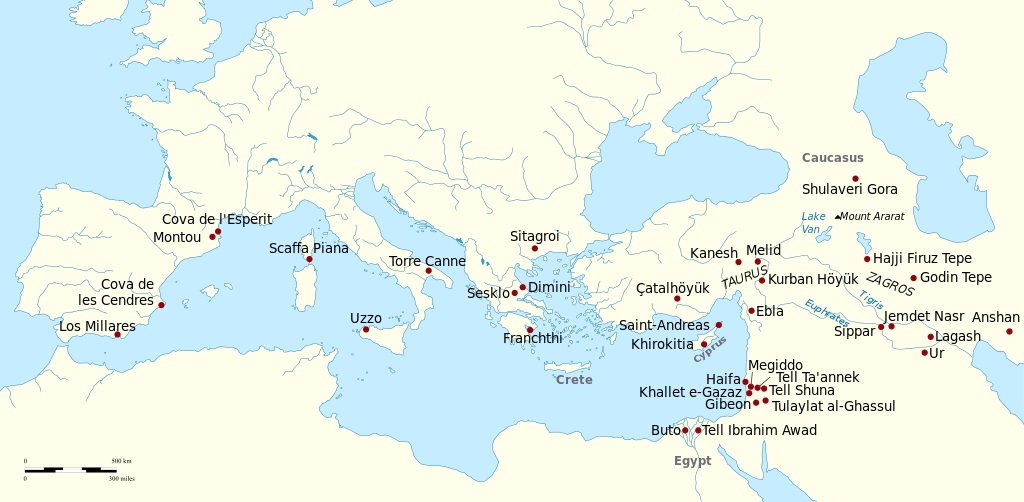 Caucasus
Shulaveri Gora
Lake
Van
Mount Ararat
Cova de l'Esperit
Montou
Sitagroi
Scaffa Piana
Torre Canne
Kanesh
Melid
Hajji Firuz Tepe
TAURUS
Kurban Höyük
ZAGROS
Godin Tepe
Cova de
les Cendres
Sesklo
Dimini
Çatalhöyük
Tigris
Euphrates
Ebla
Los Millares
Uzzo
Franchthi
Saint-Andreas
Khirokitia
Cyprus
Jemdet Nasr
Sippar
Anshan
Lagash
Ur
Crete
Megiddo
Haifa
Tell Ta'annek
Khallet e-Gazaz
Tell Shuna
Gibeon
Tulaylat al-Ghassul
Buto
Tell Ibrahim Awad
Egypt
0 500 km
0 300 miles